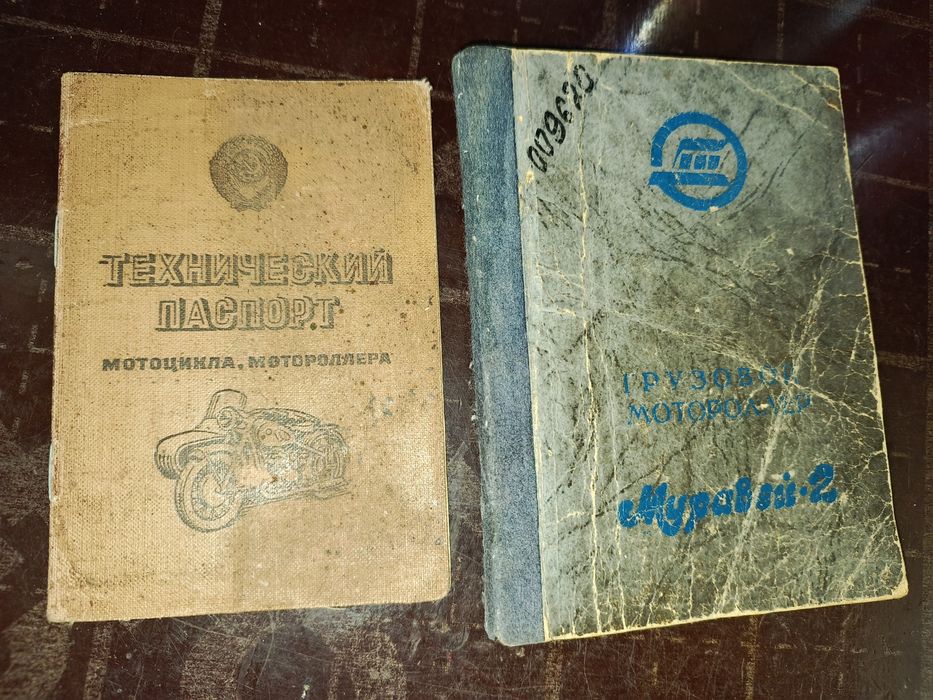 ТЕХНИЧЕСКИЙ
ПАСПОРТ
МОТОЦИКЛА, МОТОРОЛЛЕРА
009620
ГРУЗОВОЙ
МОТОРОЛЛЕР
Муравей-2